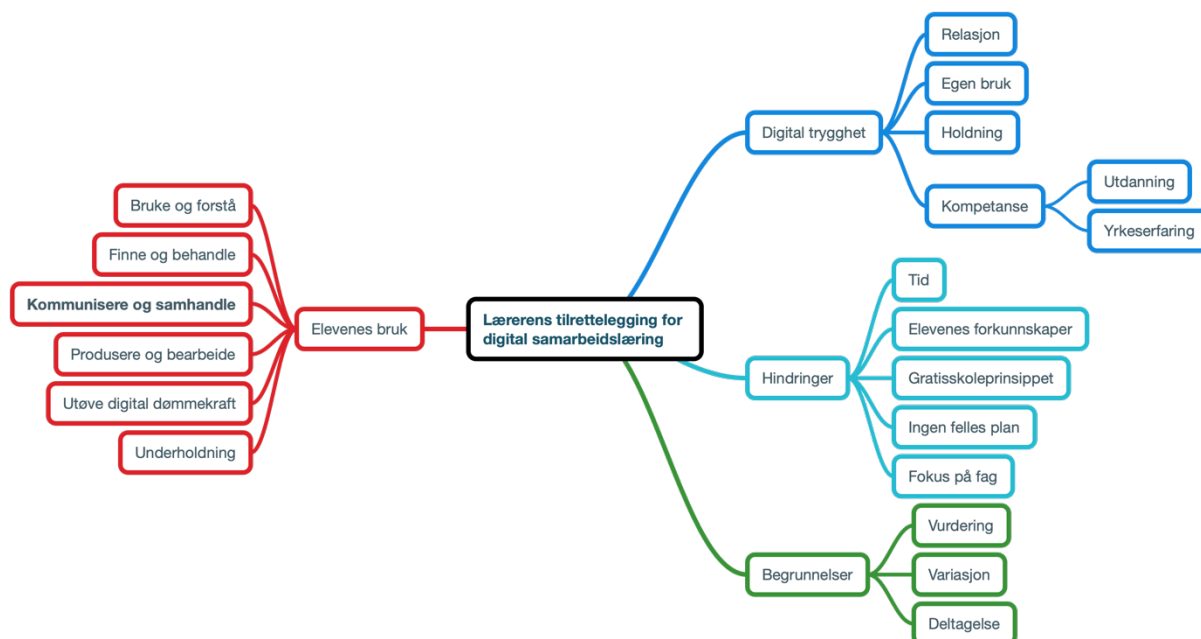 Lærerens tilrettelegging for
digital samarbeidslæring
Elevenes bruk
Bruke og forstå
Finne og behandle
Kommunisere og samhandle
Produsere og bearbeide
Utøve digital dømmekraft
Underholdning
Digital trygghet
Relasjon
Egen bruk
Holdning
Kompetanse
Utdanning
Yrkeserfaring
Hindringer
Tid
Elevenes forkunnskaper
Gratisskoleprinsippet
Ingen felles plan
Fokus på fag
Begrunnelser
Vurdering
Variasjon
Deltagelse